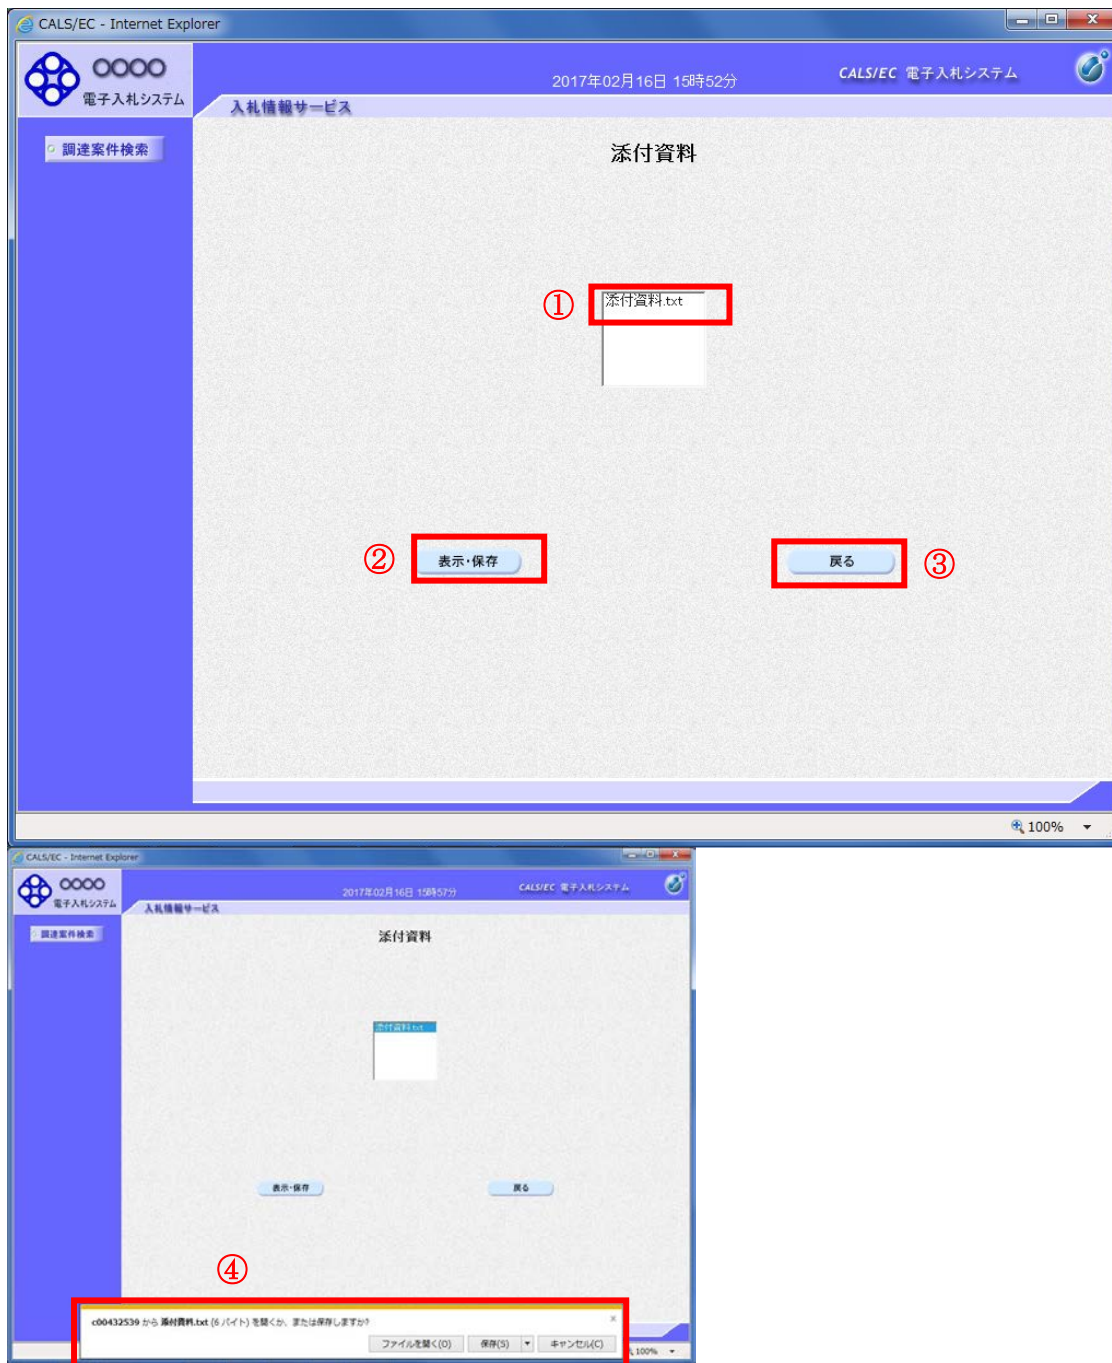 CALS/EC - Internet Explorer
OOOO
電子入札システム
2017年02月16日 15時52分
CALS/EC 電子入札システム
入札情報サービス
調達案件検索
添付資料
①
添付資料.txt
②
表示・保存
戻る
③
100%
CALS/EC - Internet Explorer
OOOO
電子入札システム
2017年02月16日 15時57分
CALS/EC 電子入札システム
入札情報サービス
調達案件検索
添付資料
添付資料.txt
表示・保存
戻る
④
c00432539 から 添付資料.txt (6 バイト) を開くか、または保存しますか?
ファイルを開く(O) 保存(S) キャンセル(C)
100%